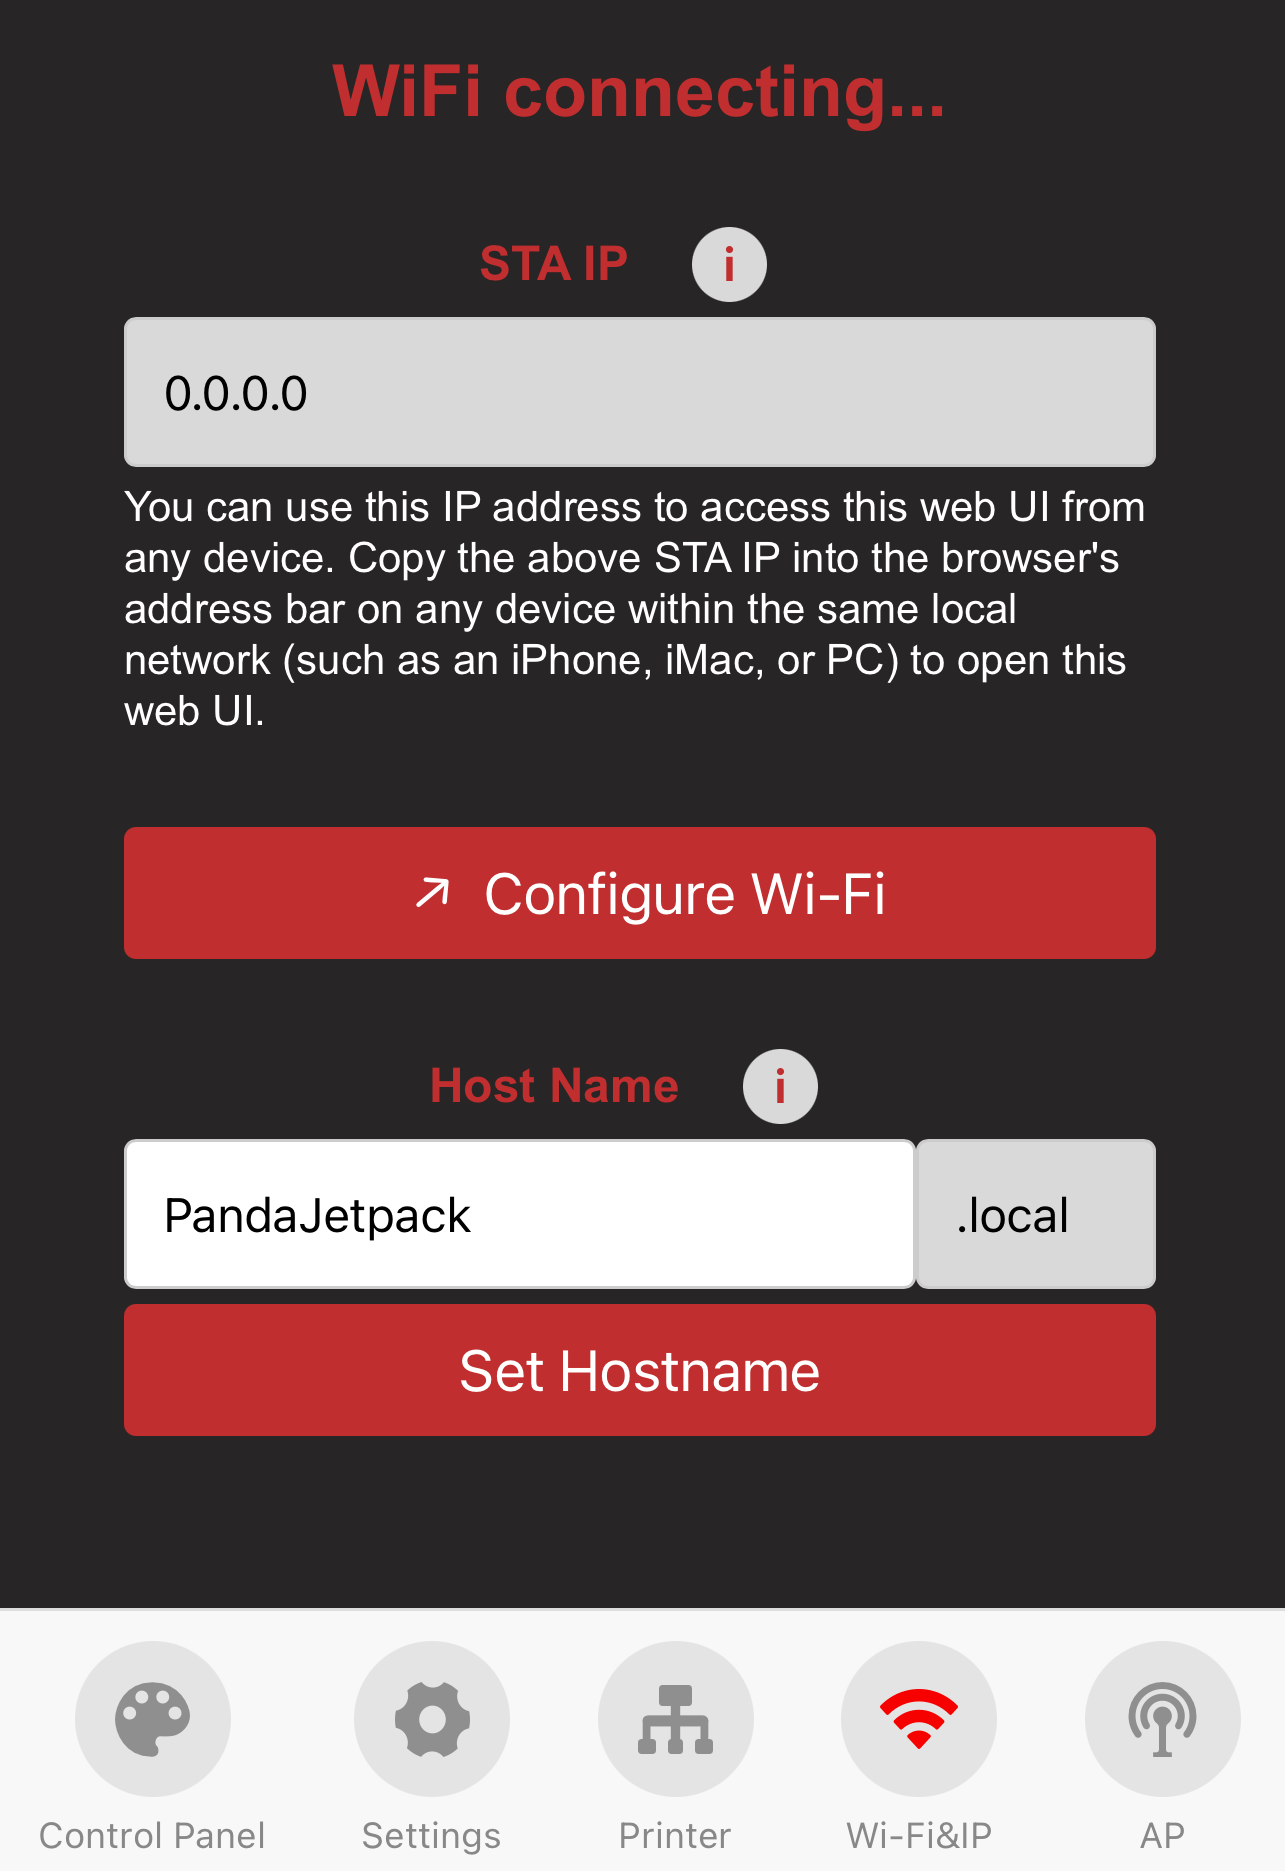 WiFi connecting...
STA IP i
0.0.0.0
You can use this IP address to access this web UI from
any device. Copy the above STA IP into the browser's
address bar on any device within the same local
network (such as an iPhone, iMac, or PC) to open this
web UI.
↗ Configure Wi-Fi
Host Name i
PandaJetpack .local
Set Hostname
Control Panel Settings Printer Wi-Fi&IP AP